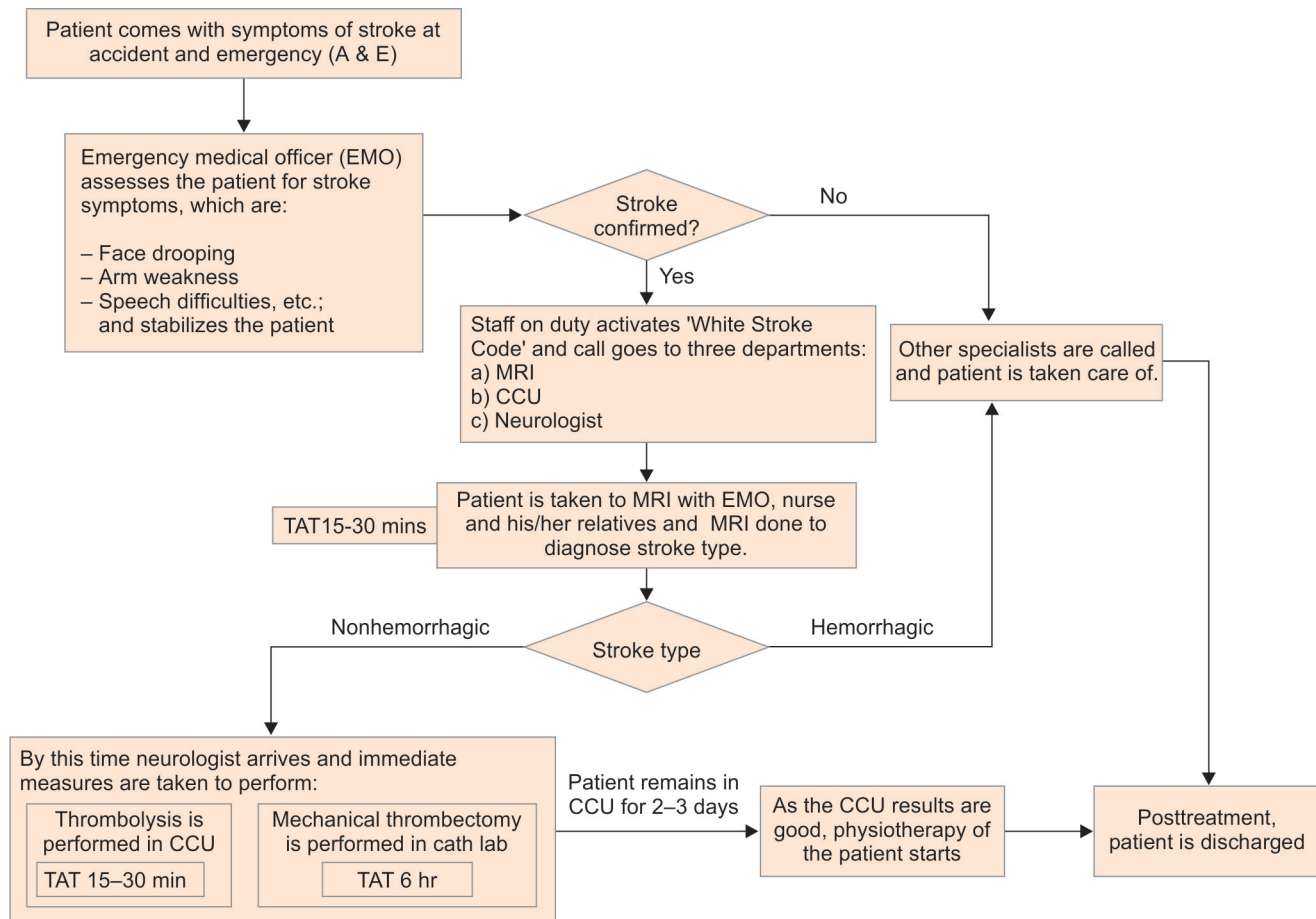 Patient comes with symptoms of stroke at
accident and emergency (A & E)
Emergency medical officer (EMO)
assesses the patient for stroke
symptoms, which are:
– Face drooping
– Arm weakness
– Speech difficulties, etc.;
and stabilizes the patient
Stroke
confirmed?
No
Yes
Staff on duty activates 'White Stroke
Code' and call goes to three departments:
a) MRI
b) CCU
c) Neurologist
Other specialists are called
and patient is taken care of.
TAT15-30 mins
Patient is taken to MRI with EMO, nurse
and his/her relatives and MRI done to
diagnose stroke type.
Nonhemorrhagic
Stroke type
Hemorrhagic
By this time neurologist arrives and immediate
measures are taken to perform:
Thrombolysis is
performed in CCU
TAT 15–30 min
Mechanical thrombectomy
is performed in cath lab
TAT 6 hr
Patient remains in
CCU for 2–3 days
As the CCU results are
good, physiotherapy of
the patient starts
Posttreatment,
patient is discharged